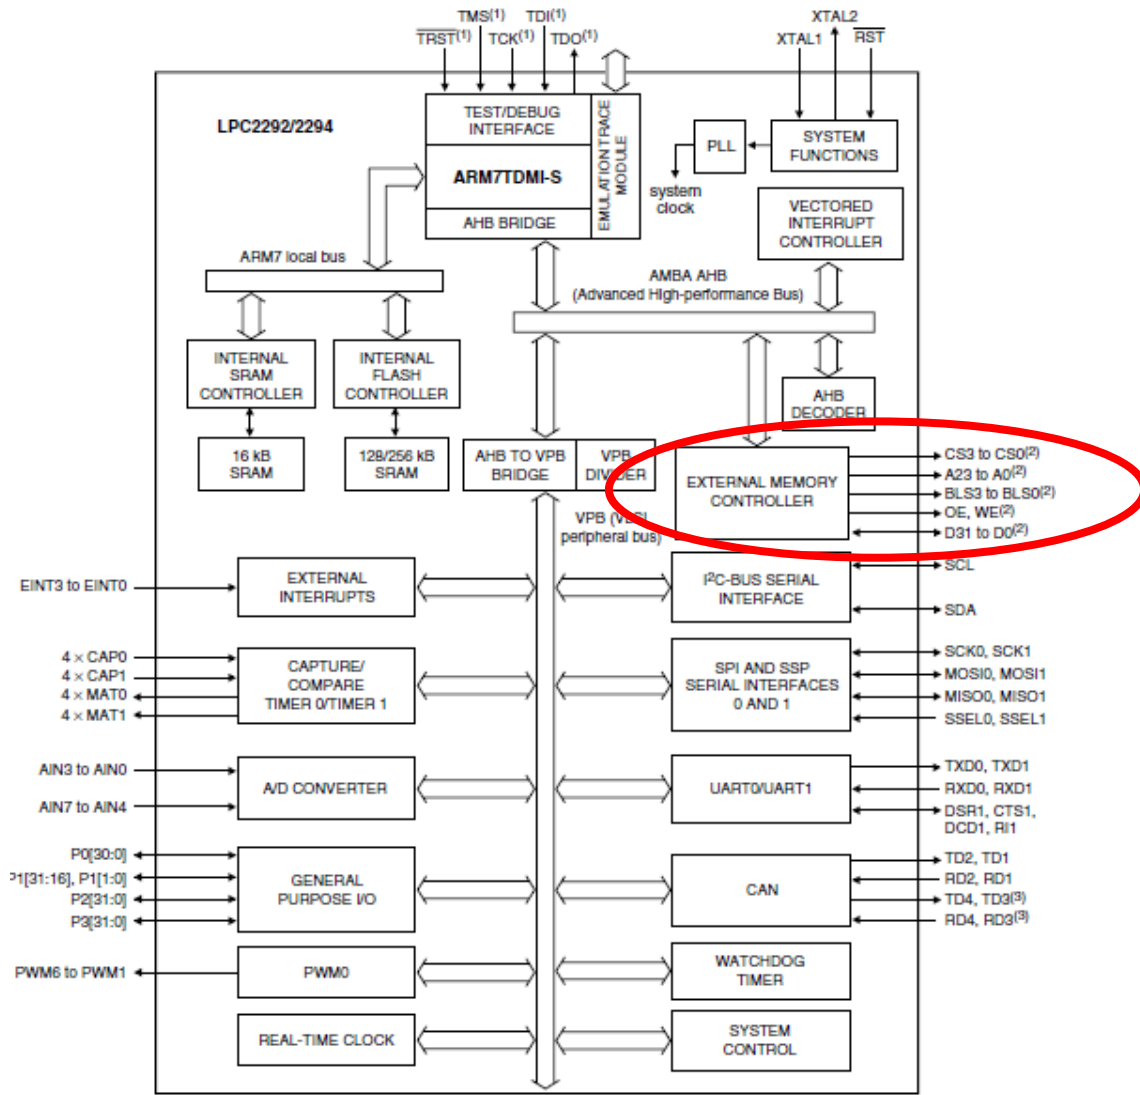 TMS(1) TDI(1)
TRST(1) TCK(1) TDO(1)
XTAL2
XTAL1 RST
LPC2292/2294
TEST/DEBUG
INTERFACE
ARM7TDMI-S
AHB BRIDGE
EMULATION TRACE
MODULE
PLL
SYSTEM
FUNCTIONS
system
clock
VECTORED
INTERRUPT
CONTROLLER
ARM7 local bus
AMBA AHB
(Advanced High-performance Bus)
INTERNAL
SRAM
CONTROLLER
INTERNAL
FLASH
CONTROLLER
AHB
DECODER
16 kB
SRAM
128/256 kB
SRAM
AHB TO VPB
BRIDGE
VPB
DIVIDER
EXTERNAL MEMORY
CONTROLLER
CS3 to CS0(2)
A23 to A0(2)
BLS3 to BLS0(2)
OE, WE(2)
D31 to D0(2)
VPB (VLSI
peripheral bus)
EINT3 to EINT0
EXTERNAL
INTERRUPTS
I2C-BUS SERIAL
INTERFACE
SCL
SDA
4 × CAP0
4 × CAP1
4 × MAT0
4 × MAT1
CAPTURE/
COMPARE
TIMER 0/TIMER 1
SPI AND SSP
SERIAL INTERFACES
0 AND 1
SCK0, SCK1
MOSI0, MOSI1
MISO0, MISO1
SSEL0, SSEL1
AIN3 to AIN0
AIN7 to AIN4
A/D CONVERTER
UART0/UART1
TXD0, TXD1
RXD0, RXD1
DSR1, CTS1,
DCD1, RI1
P0[30:0]
P1[31:16], P1[1:0]
P2[31:0]
P3[31:0]
GENERAL
PURPOSE I/O
CAN
TD2, TD1
RD2, RD1
TD4, TD3(3)
RD4, RD3(3)
PWM6 to PWM1
PWM0
WATCHDOG
TIMER
REAL-TIME CLOCK
SYSTEM
CONTROL